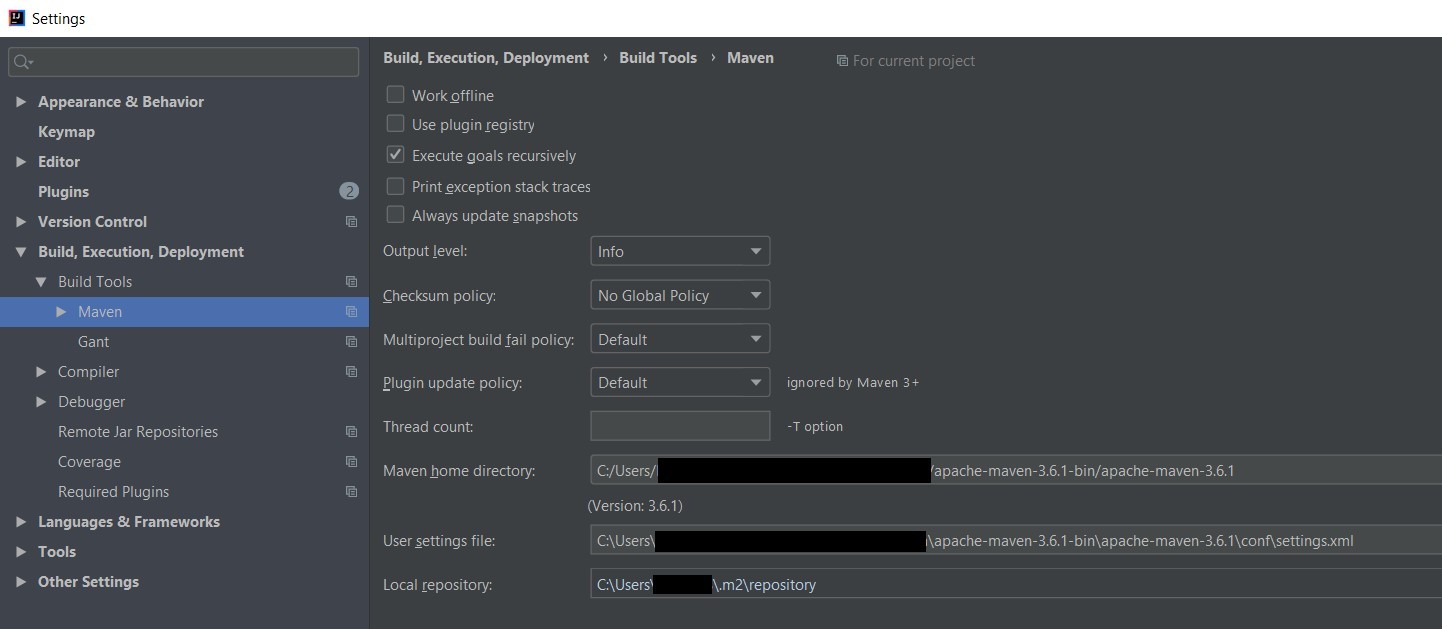 Settings
Appearance & Behavior
Keymap
Editor
Plugins 2
Version Control
Build, Execution, Deployment
Build Tools
Maven
Gant
Compiler
Debugger
Remote Jar Repositories
Coverage
Required Plugins
Languages & Frameworks
Tools
Other Settings
Build, Execution, Deployment › Build Tools › Maven For current project
Work offline
Use plugin registry
Execute goals recursively
Print exception stack traces
Always update snapshots
Output level: Info
Checksum policy: No Global Policy
Multiproject build fail policy: Default
Plugin update policy: Default ignored by Maven 3+
Thread count: -T option
Maven home directory: C:/Users/ /apache-maven-3.6.1-bin/apache-maven-3.6.1
(Version: 3.6.1)
User settings file: C:\Users\ \apache-maven-3.6.1-bin\apache-maven-3.6.1\conf\settings.xml
Local repository: C:\Users\ \.m2\repository